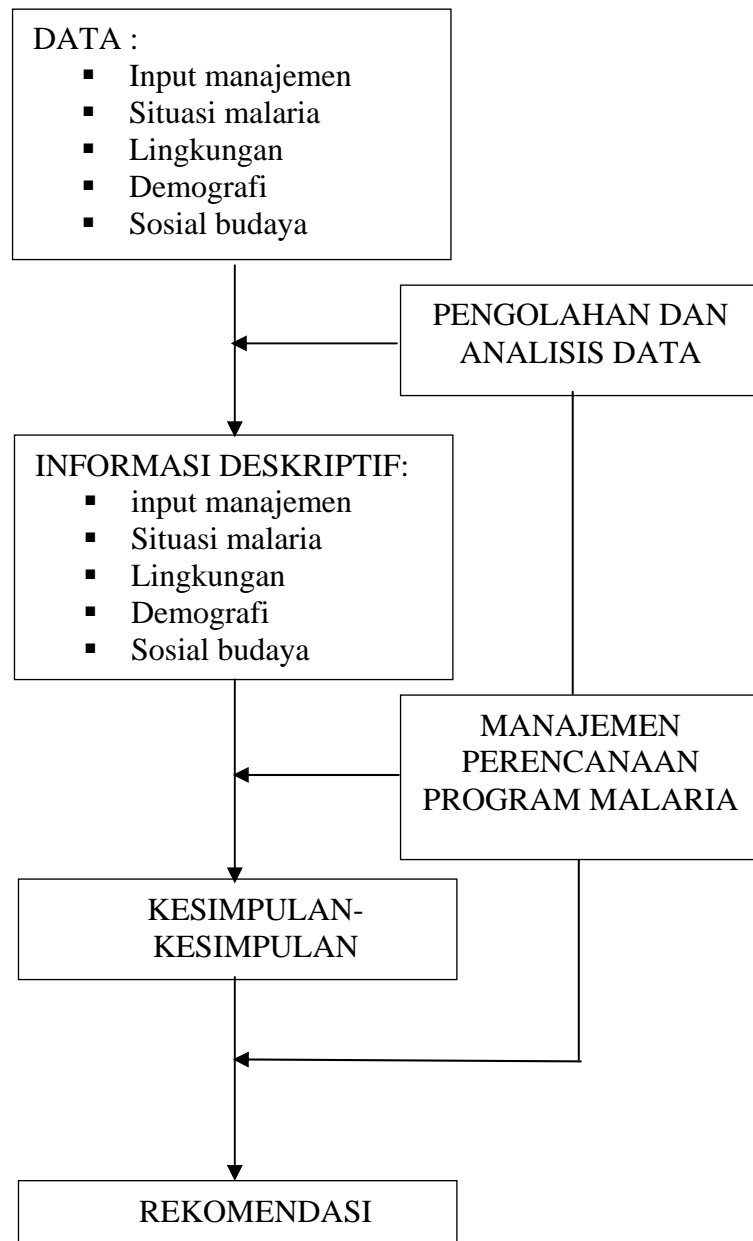 DATA :
▪ Input manajemen
▪ Situasi malaria
▪ Lingkungan
▪ Demografi
▪ Sosial budaya
PENGOLAHAN DAN
ANALISIS DATA
INFORMASI DESKRIPTIF:
▪ input manajemen
▪ Situasi malaria
▪ Lingkungan
▪ Demografi
▪ Sosial budaya
MANAJEMEN
PERENCANAAN
PROGRAM MALARIA
KESIMPULAN-
KESIMPULAN
REKOMENDASI